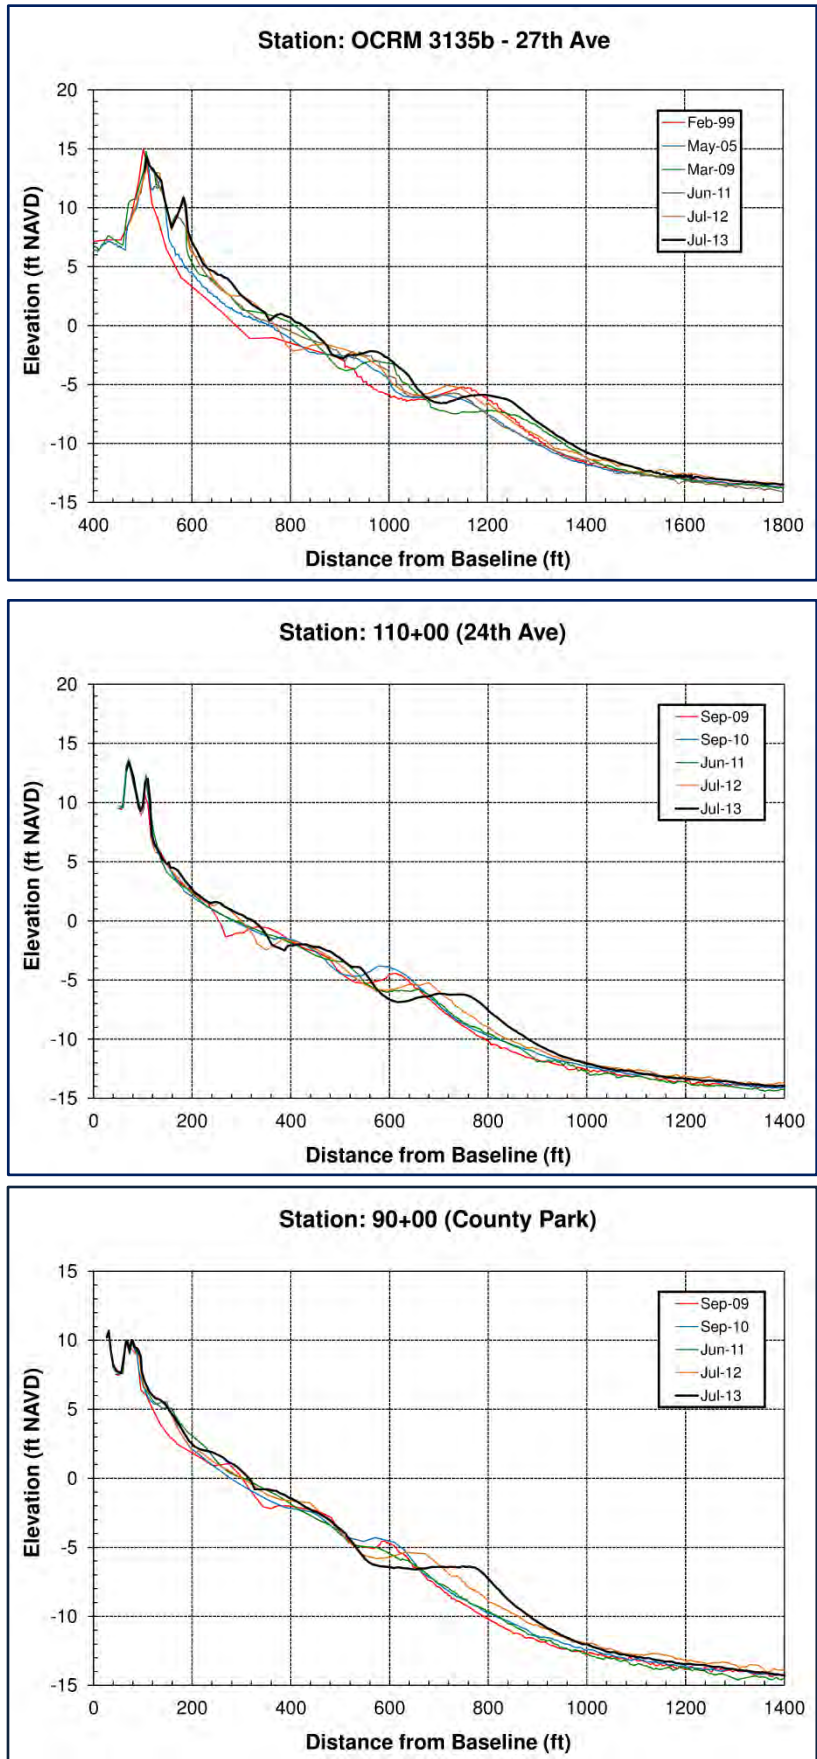 Station: OCRM 3135b - 27th Ave
20
15
10
5
0
-5
-10
-15
Elevation (ft NAVD)
Feb-99
May-05
Mar-09
Jun-11
Jul-12
Jul-13
400 600 800 1000 1200 1400 1600 1800
Distance from Baseline (ft)
Station: 110+00 (24th Ave)
20
15
10
5
0
-5
-10
-15
Elevation (ft NAVD)
Sep-09
Sep-10
Jun-11
Jul-12
Jul-13
0 200 400 600 800 1000 1200 1400
Distance from Baseline (ft)
Station: 90+00 (County Park)
15
10
5
0
-5
-10
-15
Elevation (ft NAVD)
Sep-09
Sep-10
Jun-11
Jul-12
Jul-13
0 200 400 600 800 1000 1200 1400
Distance from Baseline (ft)